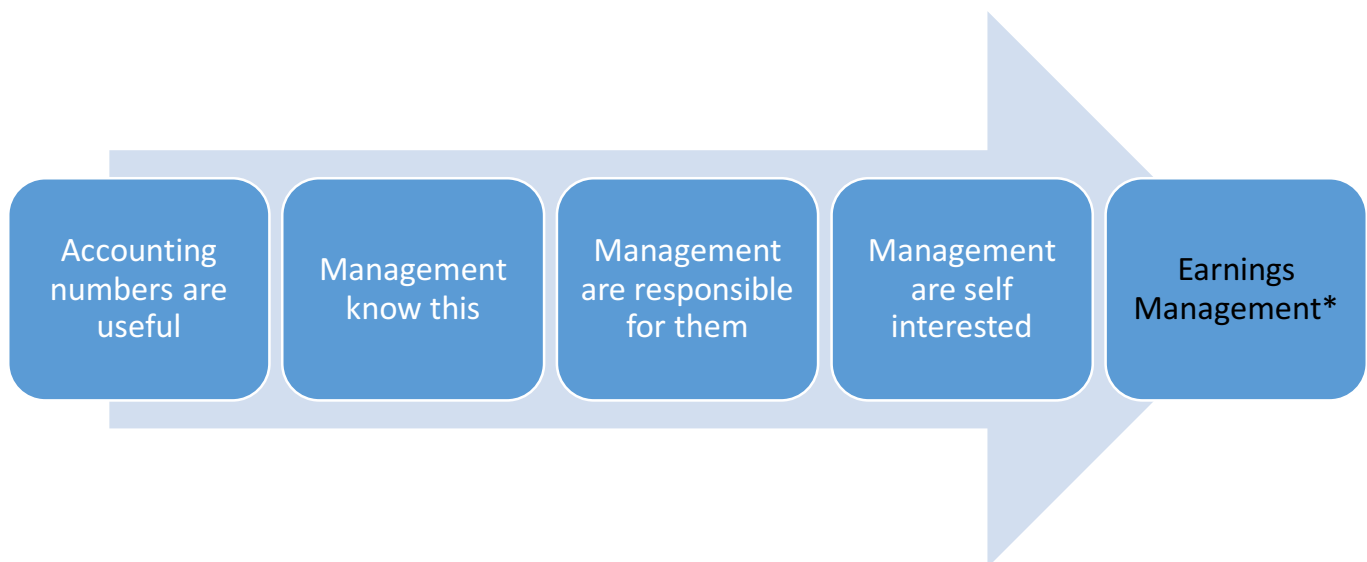 Accounting
numbers are
useful
Management
know this
Management
are responsible
for them
Management
are self
interested
Earnings
Management*